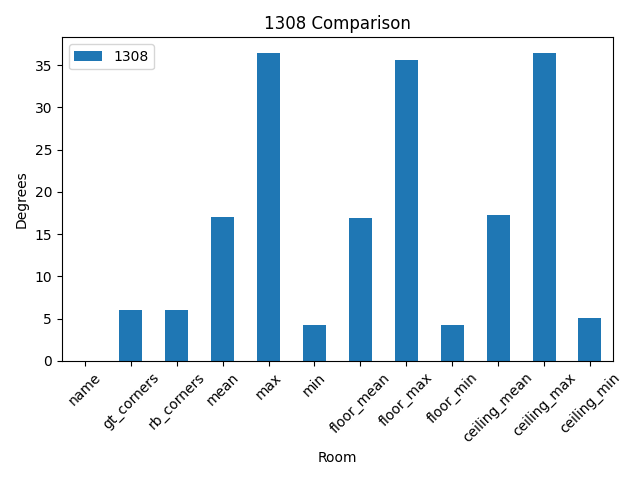 1308 Comparison
1308
Degrees
35
30
25
20
15
10
5
0
name
gt_corners
rb_corners
mean
max
min
floor_mean
floor_max
floor_min
ceiling_mean
ceiling_max
ceiling_min
Room